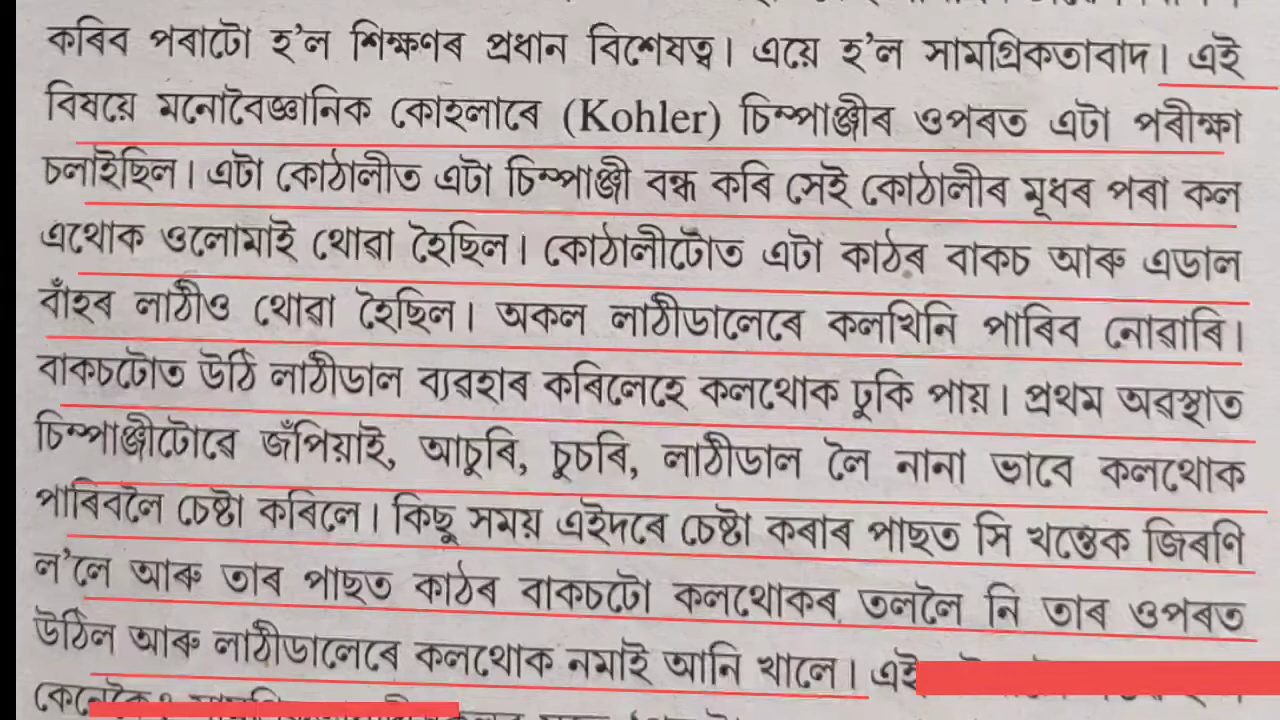 কৰিব পৰাটো হ’ল শিক্ষণৰ প্ৰধান বিশেষত্ব। এয়ে হ’ল সামগ্ৰিকতাবাদ। এই
বিষয়ে মনোবৈজ্ঞানিক কোহলাৰে (Kohler) চিম্পাঞ্জীৰ ওপৰত এটা পৰীক্ষা
চলাইছিল। এটা কোঠালীত এটা চিম্পাঞ্জী বন্ধ কৰি সেই কোঠালীৰ মূধৰ পৰা কল
এথোক ওলোমাই থোৱা হৈছিল। কোঠালীটোত এটা কাঠৰ বাকচ আৰু এডাল
বাঁহৰ লাঠীও থোৱা হৈছিল। অকল লাঠীডালেৰে কলখিনি পাৰিব নোৱাৰি।
বাকচটোত উঠি লাঠীডাল ব্যৱহাৰ কৰিলেহে কলথোক ঢুকি পায়। প্ৰথম অৱস্থাত
চিম্পাঞ্জীটোৱে জঁপিয়াই, আচুৰি, চুচৰি, লাঠীডাল লৈ নানা ভাবে কলথোক
পাৰিবলৈ চেষ্টা কৰিলে। কিছু সময় এইদৰে চেষ্টা কৰাৰ পাছত সি খন্তেক জিৰণি
ল’লে আৰু তাৰ পাছত কাঠৰ বাকচটো কলথোকৰ তললৈ নি তাৰ ওপৰত
উঠিল আৰু লাঠীডালেৰে কলথোক নমাই আনি খালে। এই